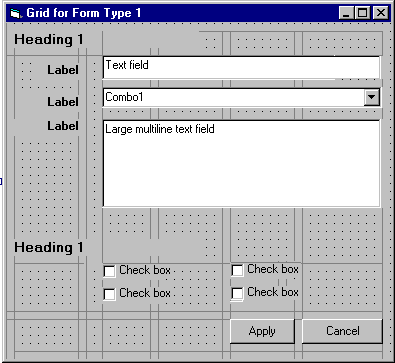 Grid for Form Type 1
Heading 1
Label Text field
Label Combo1
Label Large multiline text field
Heading 1
Check box Check box
Check box Check box
Apply Cancel